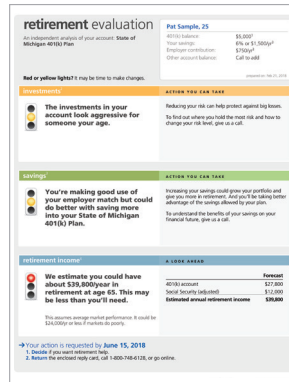 retirement evaluation
An independent analysis of your account: State of
Michigan 401(k) Plan
Pat Sample, 25
401(k) balance: $5,000¹
Your savings: 6% or $1,500/yr²
Employer contribution: $750/yr³
Other account balance: Call to add
Red or yellow lights? It may be time to make changes.
investments
ACTION YOU CAN TAKE
The investments in your
account look aggressive for
someone your age.
Reducing your risk can help protect against big losses.
To find out where you hold the most risk and how to
change your risk level, give us a call.
savings
ACTION YOU CAN TAKE
You're making good use of
your employer match but could
do better with saving more
into your State of Michigan
401(k) Plan.
Increasing your savings could grow your portfolio and
give you more in retirement. And you'll be taking better
advantage of the savings allowed by your plan.
To understand the benefits of your savings on your
financial future, give us a call.
retirement income
A LOOK AHEAD
We estimate you could have
about $39,800/year in
retirement at age 65. This may
be less than you'll need.
This assumes average market performance. It could be
$24,000/yr or less if markets do poorly.
Forecast
401(k) account $27,800
Social Security (adjusted) $12,000
Estimated annual retirement income $39,800
→Your action is requested by June 15, 2018
1. Decide if you want retirement help.
2. Return the enclosed reply card, call 1-800-748-6128, or go online.